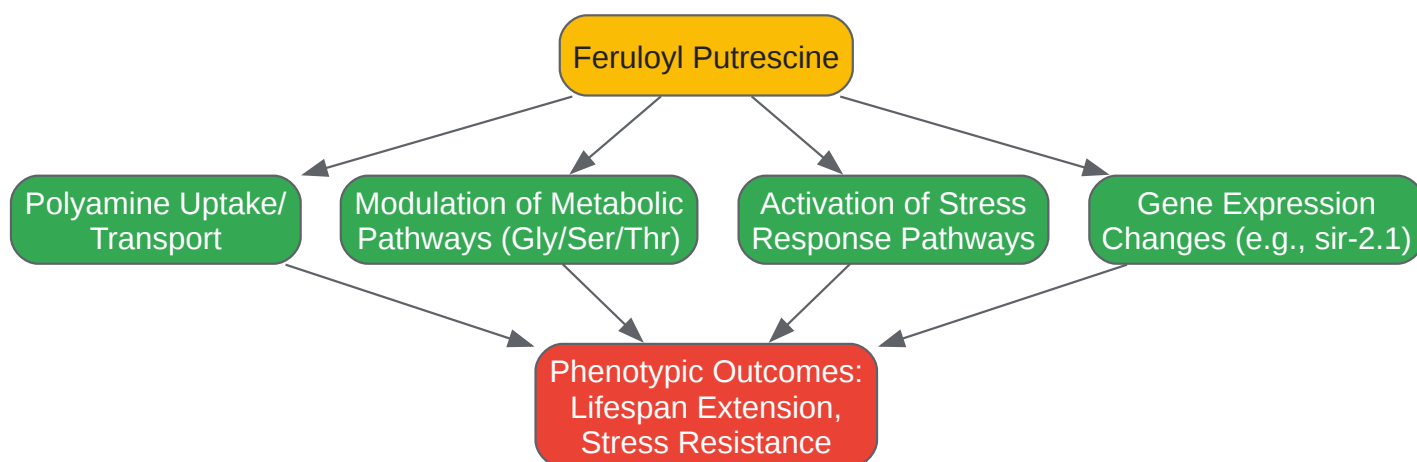 Feruloyl Putrescine
Polyamine Uptake/
Transport
Modulation of Metabolic
Pathways (Gly/Ser/Thr)
Activation of Stress
Response Pathways
Gene Expression
Changes (e.g., sir-2.1)
Phenotypic Outcomes:
Lifespan Extension,
Stress Resistance